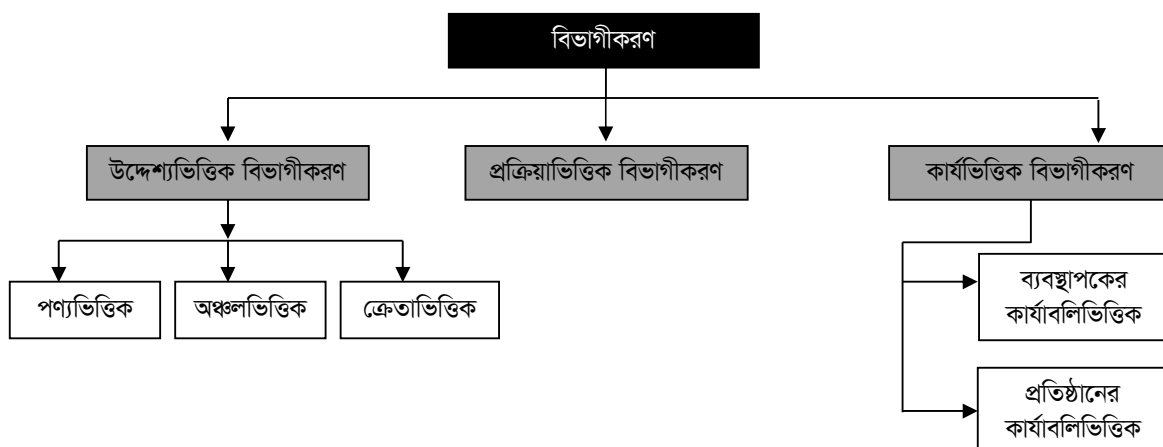 বিভাগীকরণ
উদ্দেশ্যভিত্তিক বিভাগীকরণ
প্রক্রিয়াভিত্তিক বিভাগীকরণ
কার্যভিত্তিক বিভাগীকরণ
পণ্যভিত্তিক
অঞ্চলভিত্তিক
ক্রেতাভিত্তিক
ব্যবস্থাপকের
কার্যাবলিভিত্তিক
প্রতিষ্ঠানের
কার্যাবলিভিত্তিক